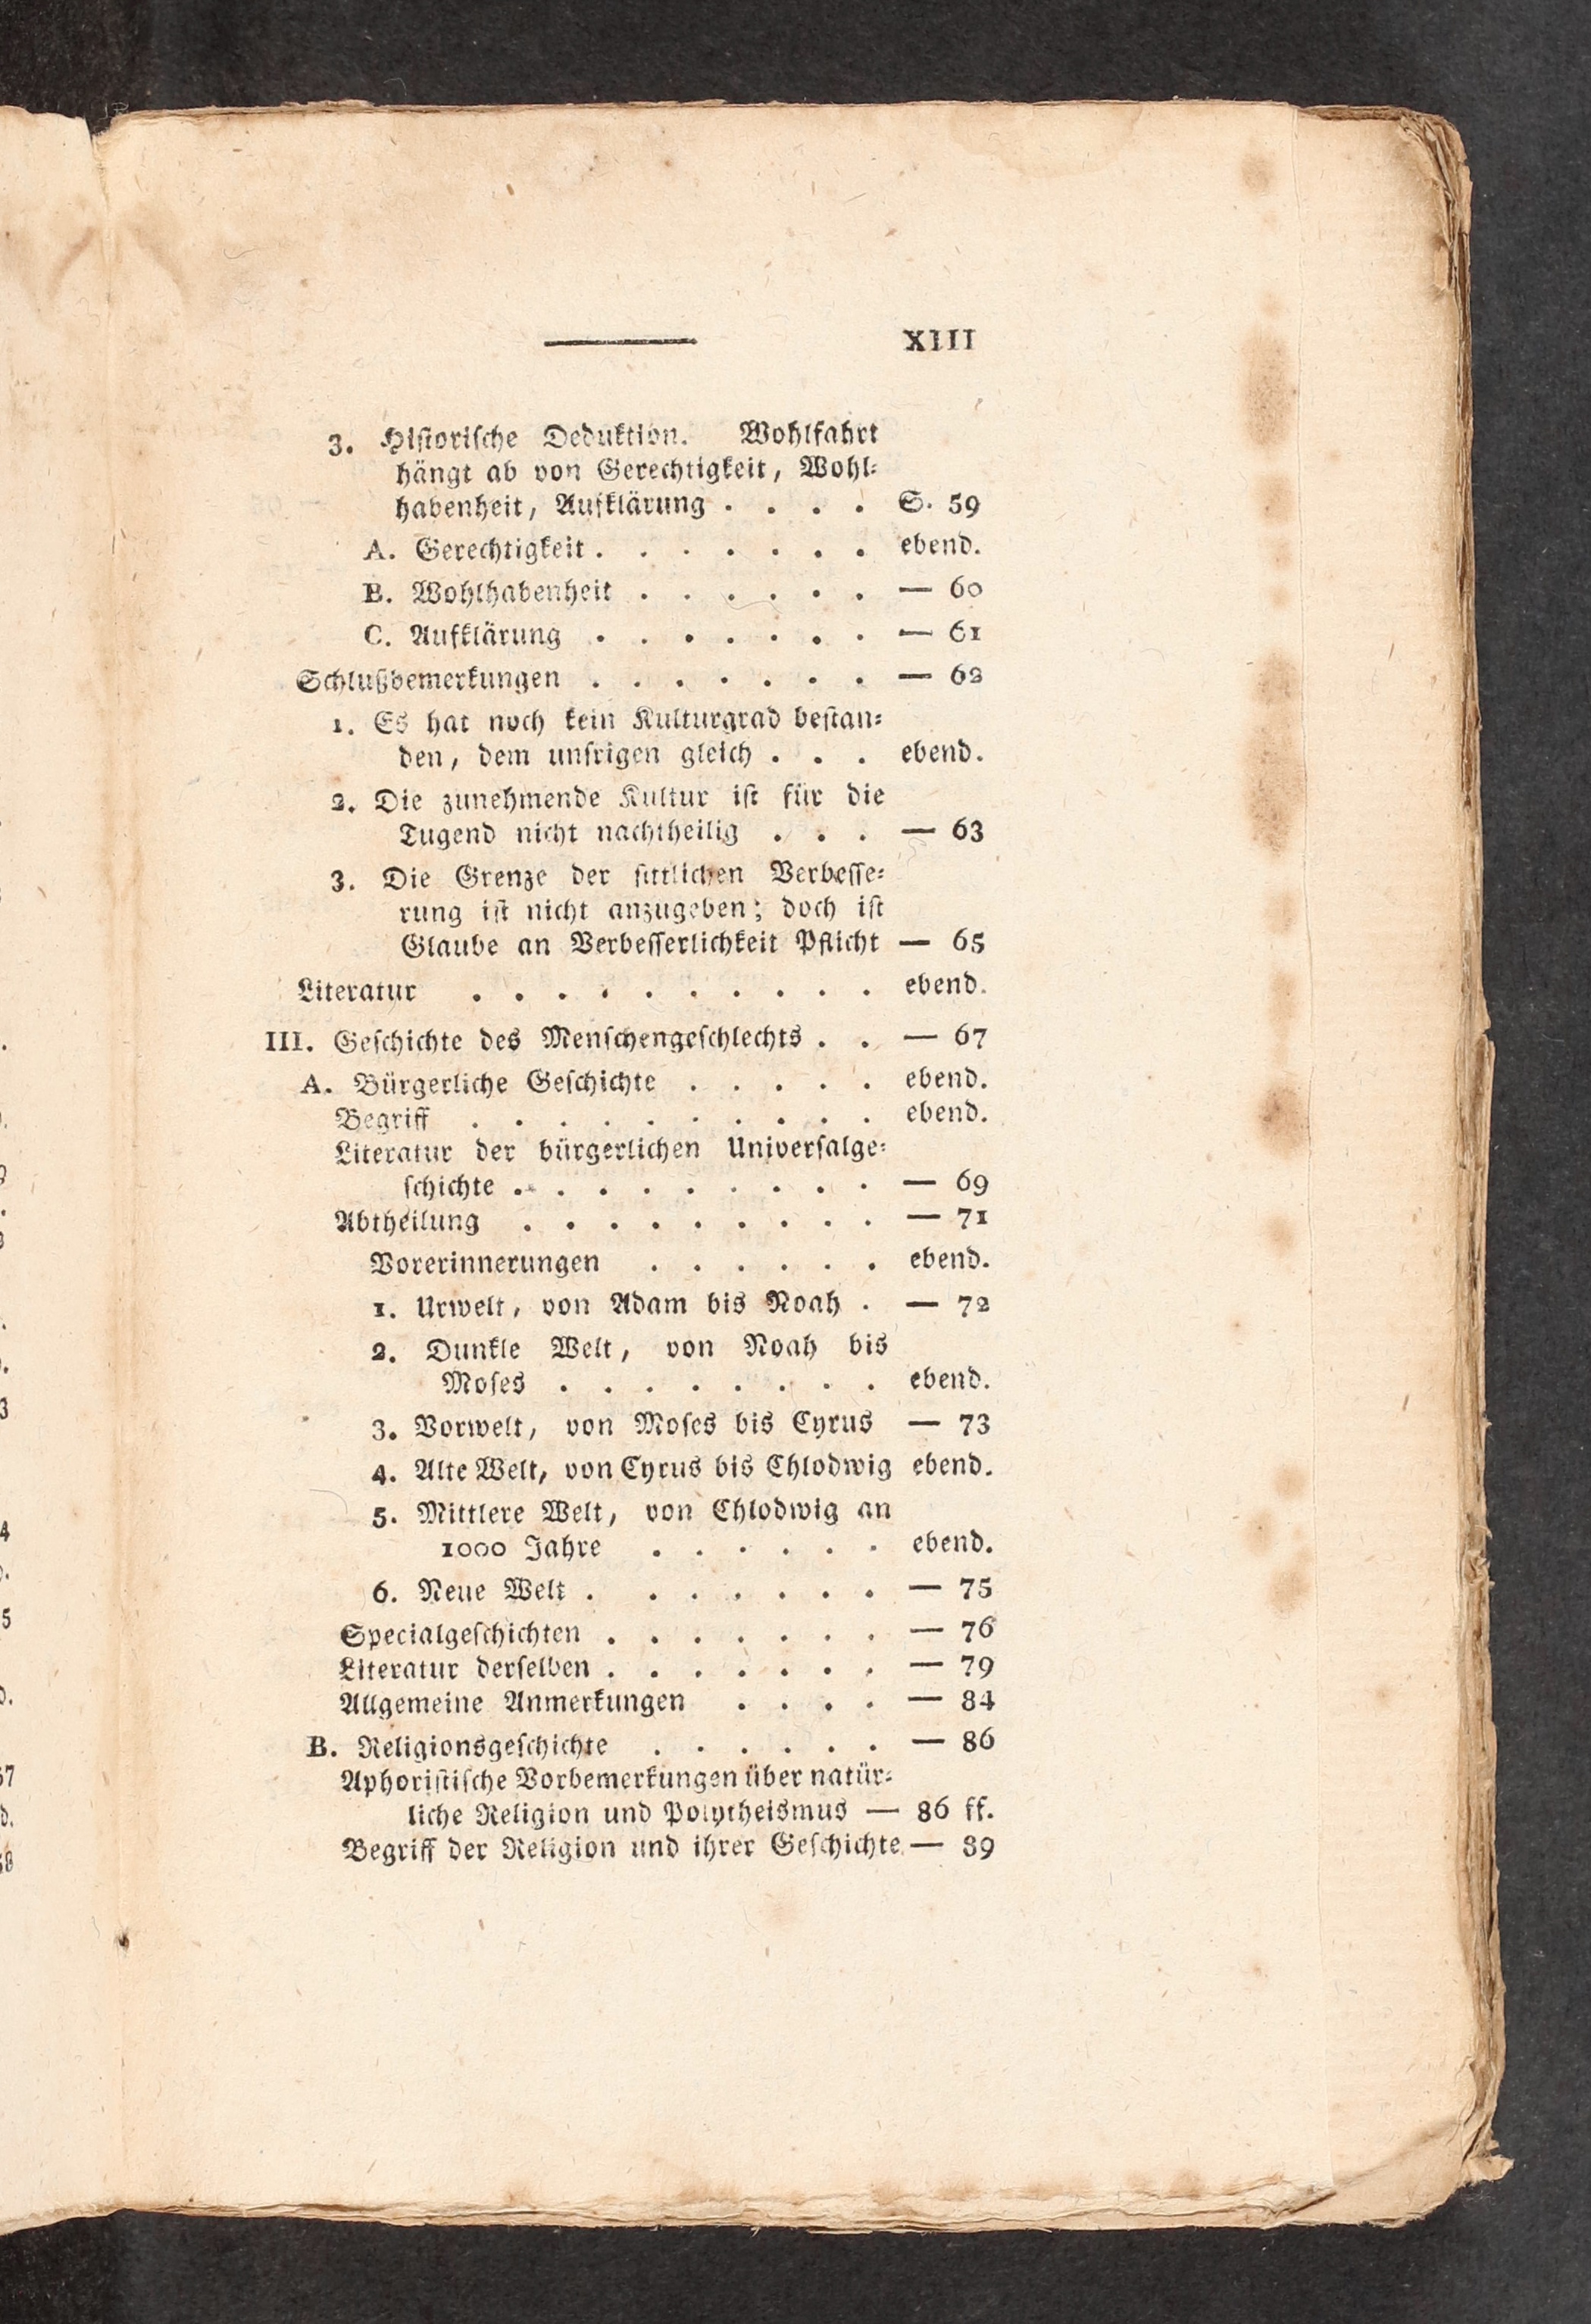 XIII
3. Hiſtoriſche Deduktion. Wohlfahrt
hängt ab von Gerechtigkeit, Wohl⸗
habenheit, Aufklärung . . . . S. 59
A. Gerechtigkeit . . . . . . . ebend.
B. Wohlhabenheit . . . . . . — 60
C. Aufklärung . . . . . . . — 61
Schlußbemerkungen . . . . . . . — 62
1. Es hat noch kein Kulturgrad beſtan⸗
den, dem unſrigen gleich . . . ebend.
2. Die zunehmende Kultur iſt für die
Tugend nicht nachtheilig . . . — 63
3. Die Grenze der ſittlichen Verbeſſe⸗
rung iſt nicht anzugeben; doch iſt
Glaube an Verbeſſerlichkeit Pflicht — 65
Literatur . . . . . . . . . . ebend.
III. Geſchichte des Menſchengeſchlechts . . — 67
A. Bürgerliche Geſchichte . . . . . ebend.
Begriff . . . . . . . . . . ebend.
Literatur der bürgerlichen Univerſalge⸗
ſchichte . . . . . . . . . — 69
Abtheilung . . . . . . . . . — 71
Vorerinnerungen . . . . . . ebend.
1. Urwelt, von Adam bis Noah . — 72
2. Dunkle Welt, von Noah bis
Moſes . . . . . . . . ebend.
3. Vorwelt, von Moſes bis Cyrus — 73
4. Alte Welt, von Cyrus bis Chlodwig ebend.
5. Mittlere Welt, von Chlodwig an
1000 Jahre . . . . . . ebend.
6. Neue Welt . . . . . . . — 75
Specialgeſchichten . . . . . . . — 76
Literatur derſelben . . . . . . . — 79
Allgemeine Anmerkungen . . . . — 84
B. Religionsgeſchichte . . . . . . — 86
Aphoriſtiſche Vorbemerkungen über natür⸗
liche Religion und Polytheismus — 86 ff.
Begriff der Religion und ihrer Geſchichte — 89